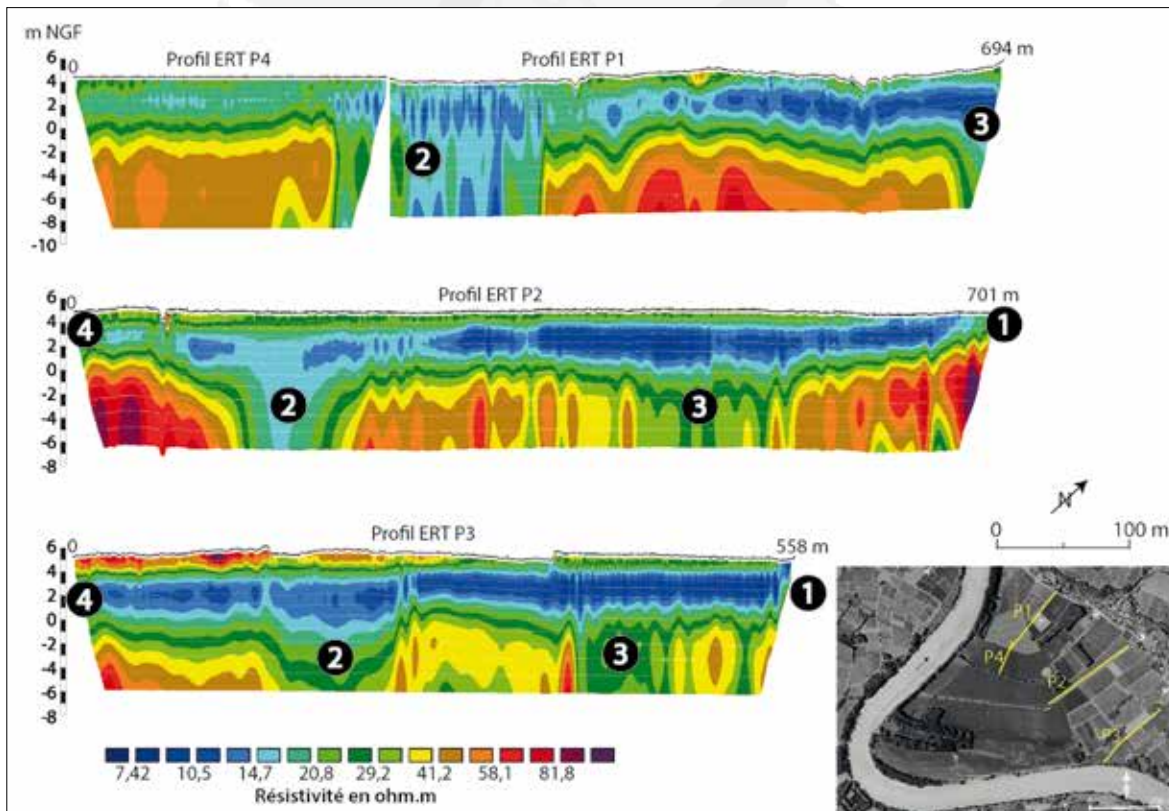 m NGF
Profil ERT P4
Profil ERT P1
694 m
6
4
2
0
-2
-4
-6
-8
-10
0
2
3
Profil ERT P2
701 m
6
4
2
0
-2
-4
-6
-8
0
4
2
3
1
Profil ERT P3
558 m
6
4
2
0
-2
-4
-6
-8
0
4
2
3
1
N
0 100 m
P1
P4
P2
P3
7,42 10,5 14,7 20,8 29,2 41,2 58,1 81,8
Résistivité en ohm.m